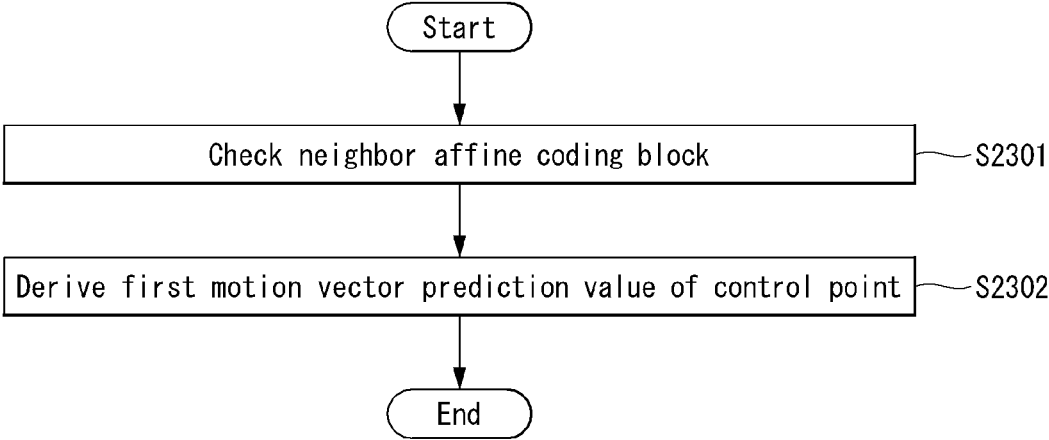 Start
Check neighbor affine coding block
S2301
Derive first motion vector prediction value of control point
S2302
End